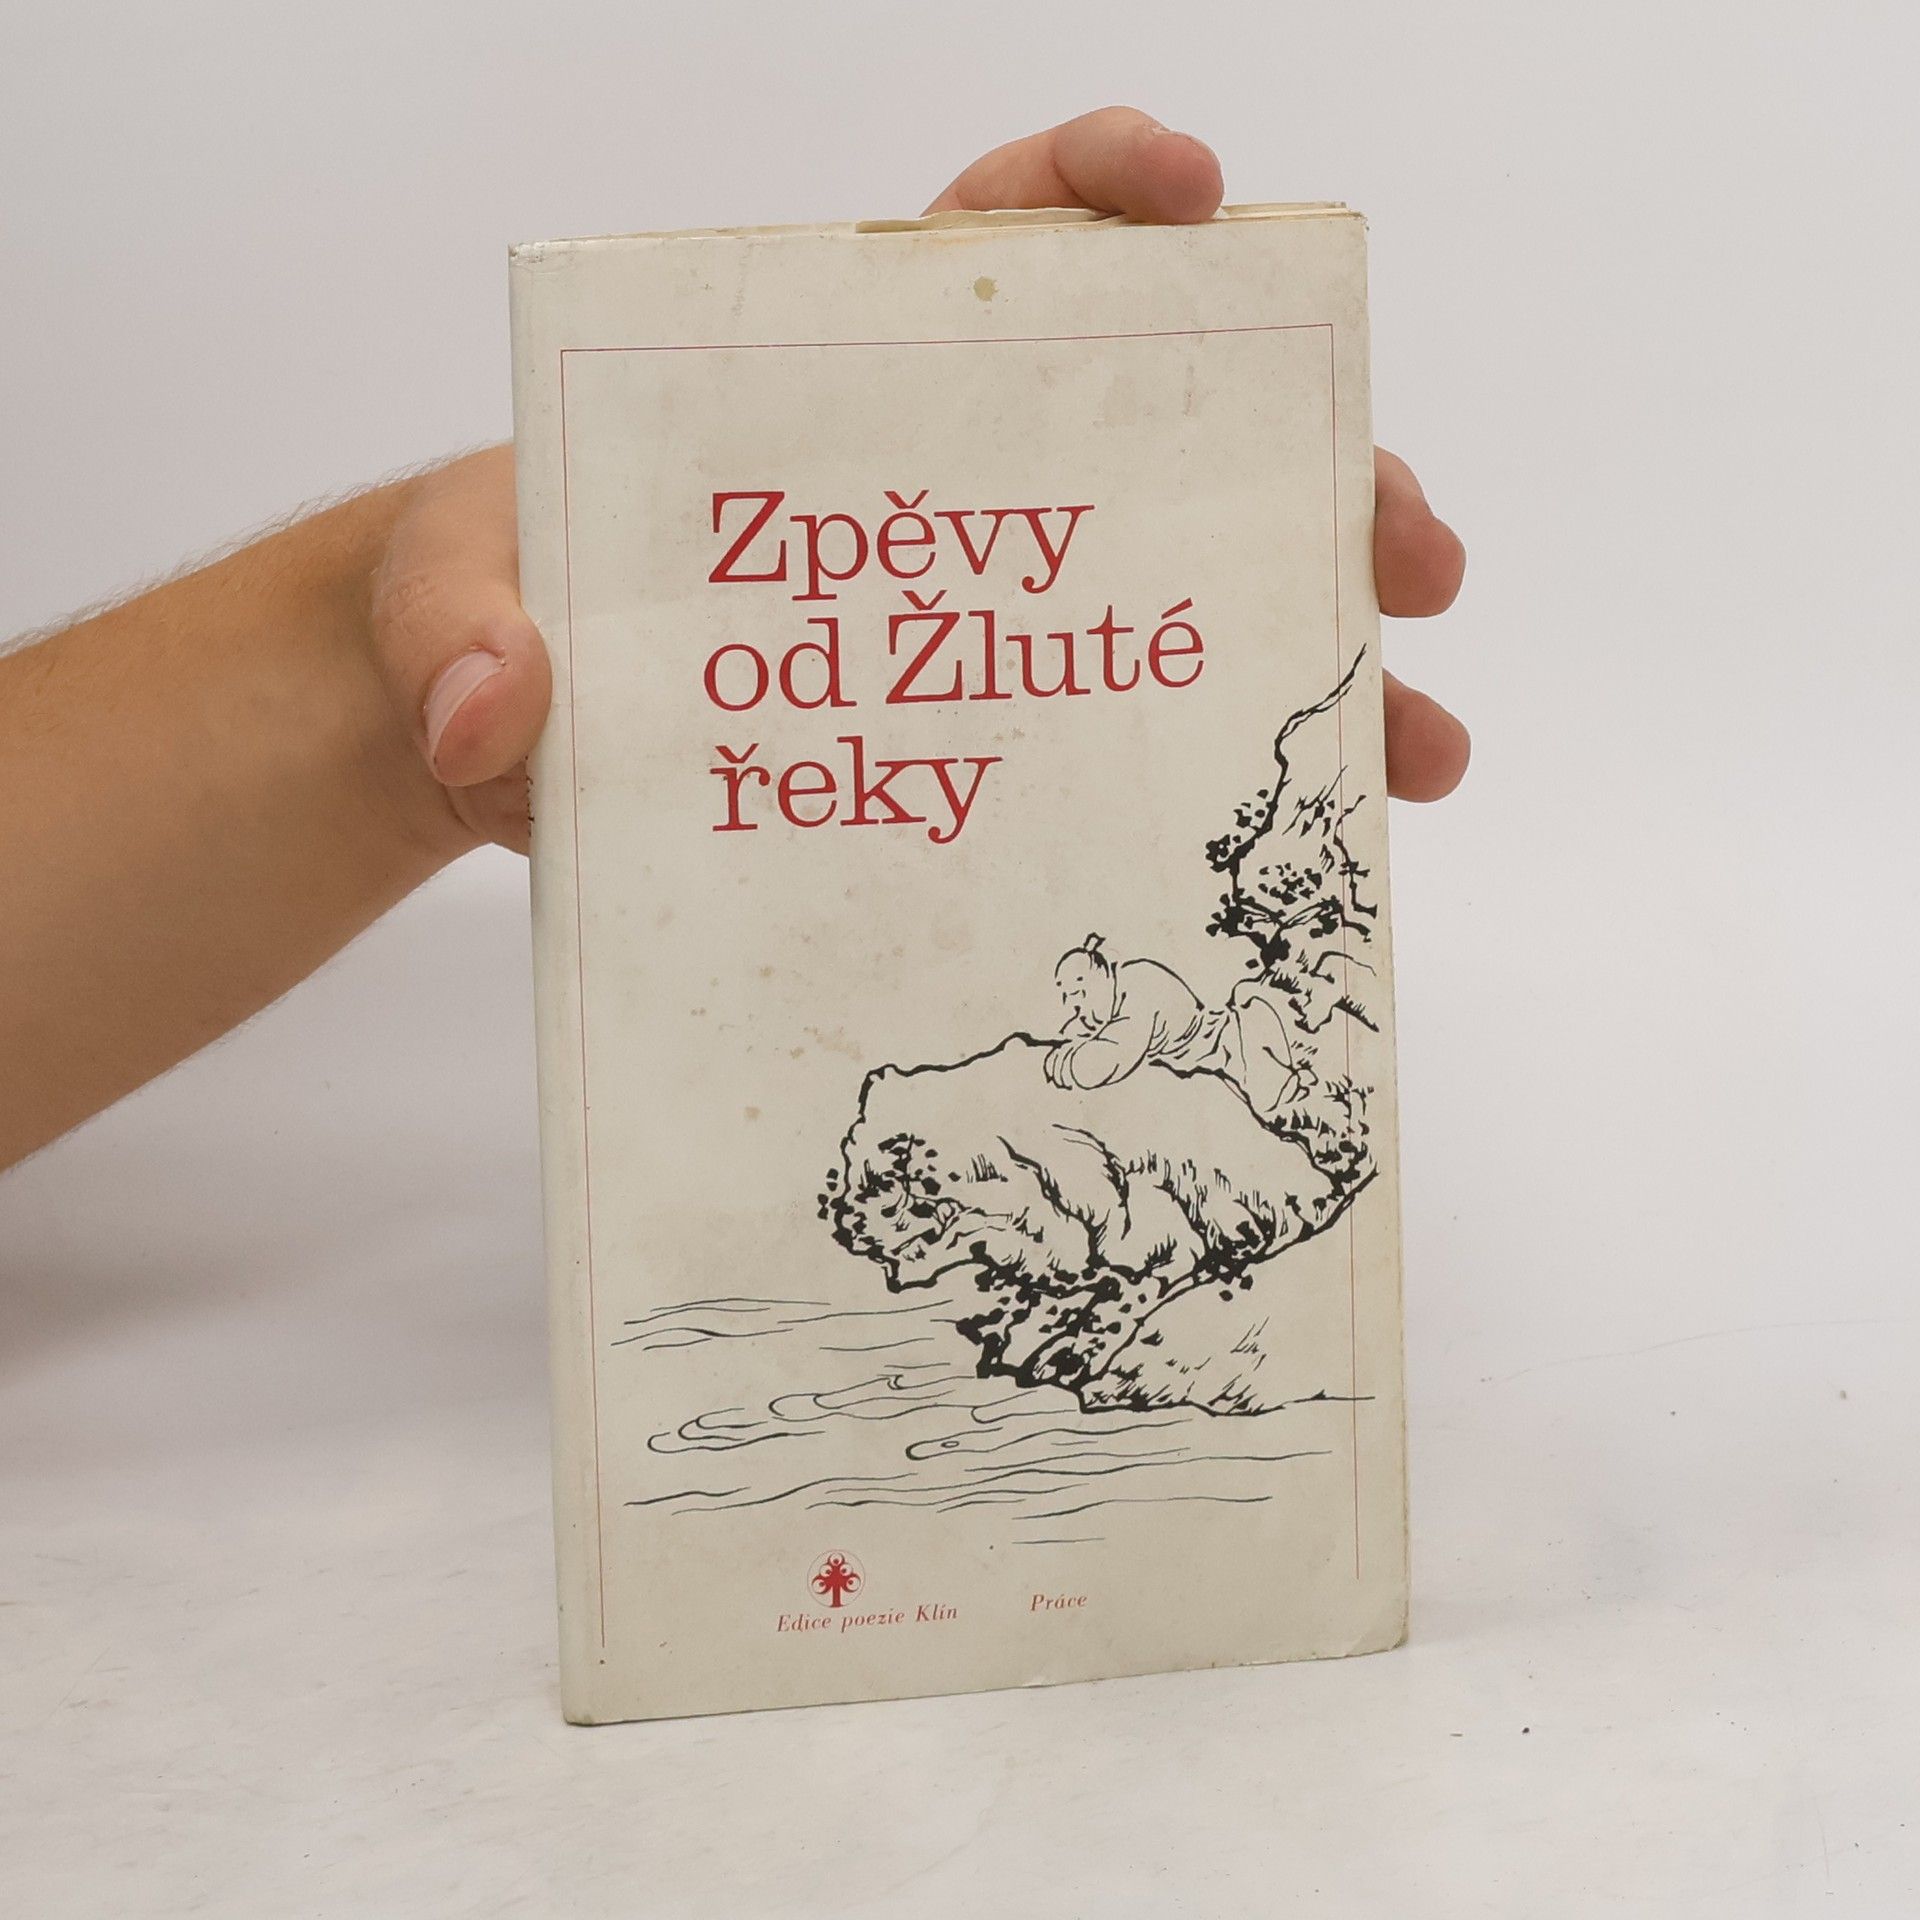 Zpěvy
od Žluté
řeky
Edice poezie Klín
Práce